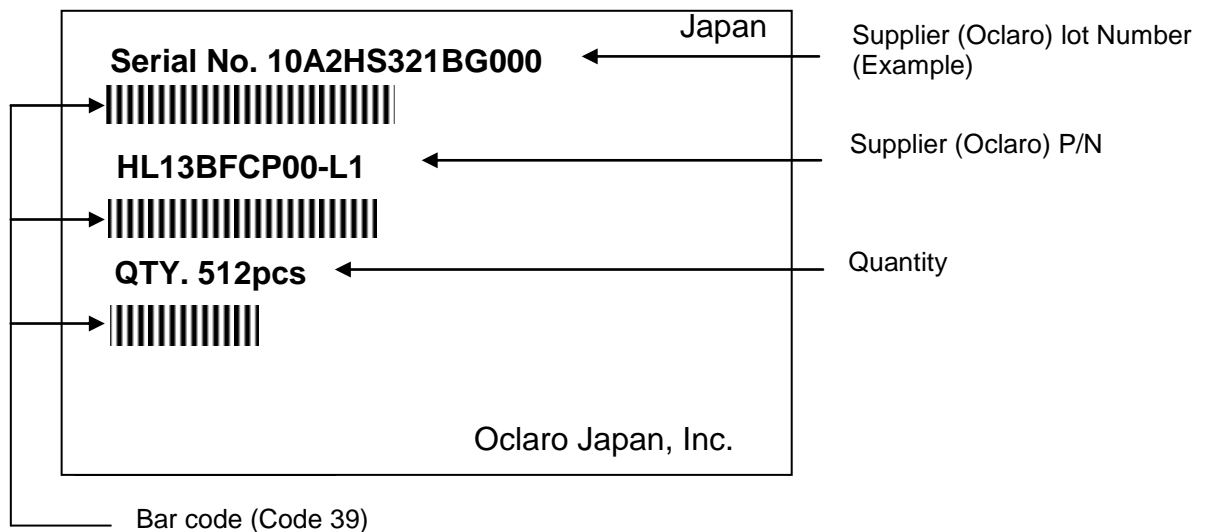 Japan
Serial No. 10A2HS321BG000
Supplier (Oclaro) lot Number
(Example)
HL13BFCP00-L1
Supplier (Oclaro) P/N
QTY. 512pcs
Quantity
Oclaro Japan, Inc.
Bar code (Code 39)